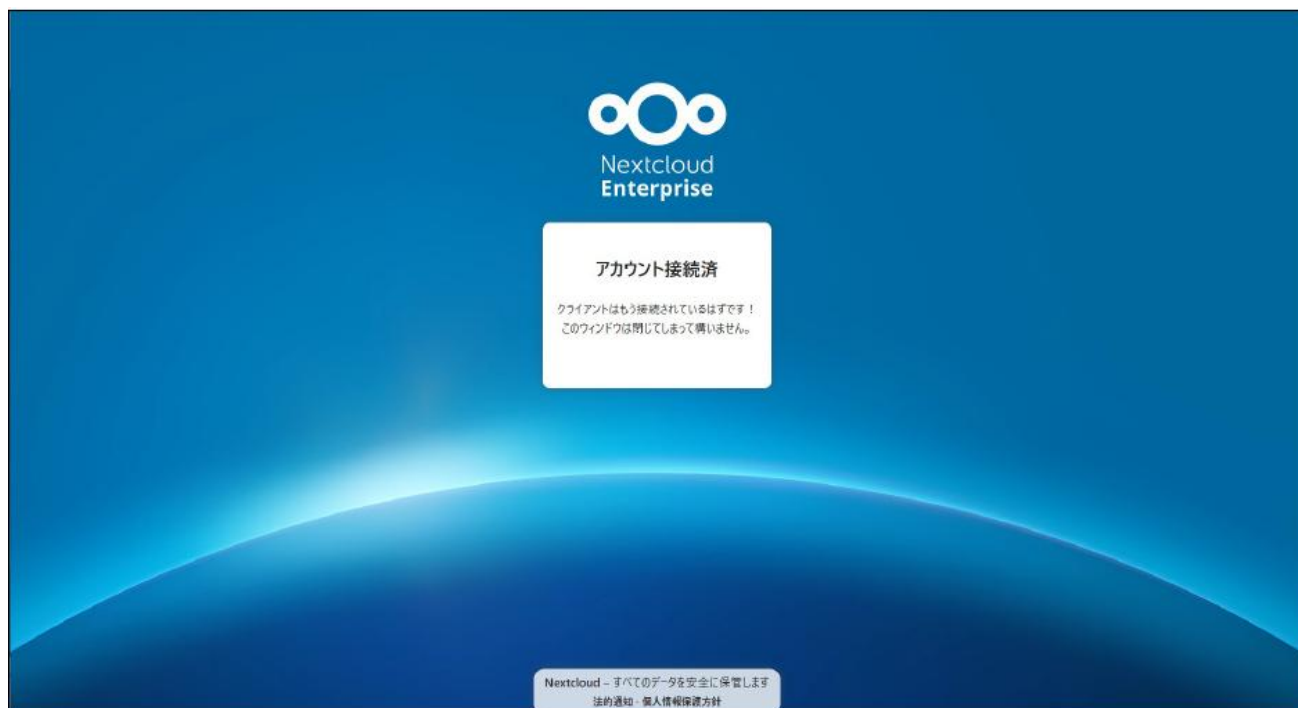 Nextcloud
Enterprise
アカウント接続済
クライアントはもう接続されているはずです！
このウィンドウは閉じてしまって構いません。
Nextcloud – すべてのデータを安全に保管します
法的通知 - 個人情報保護方針